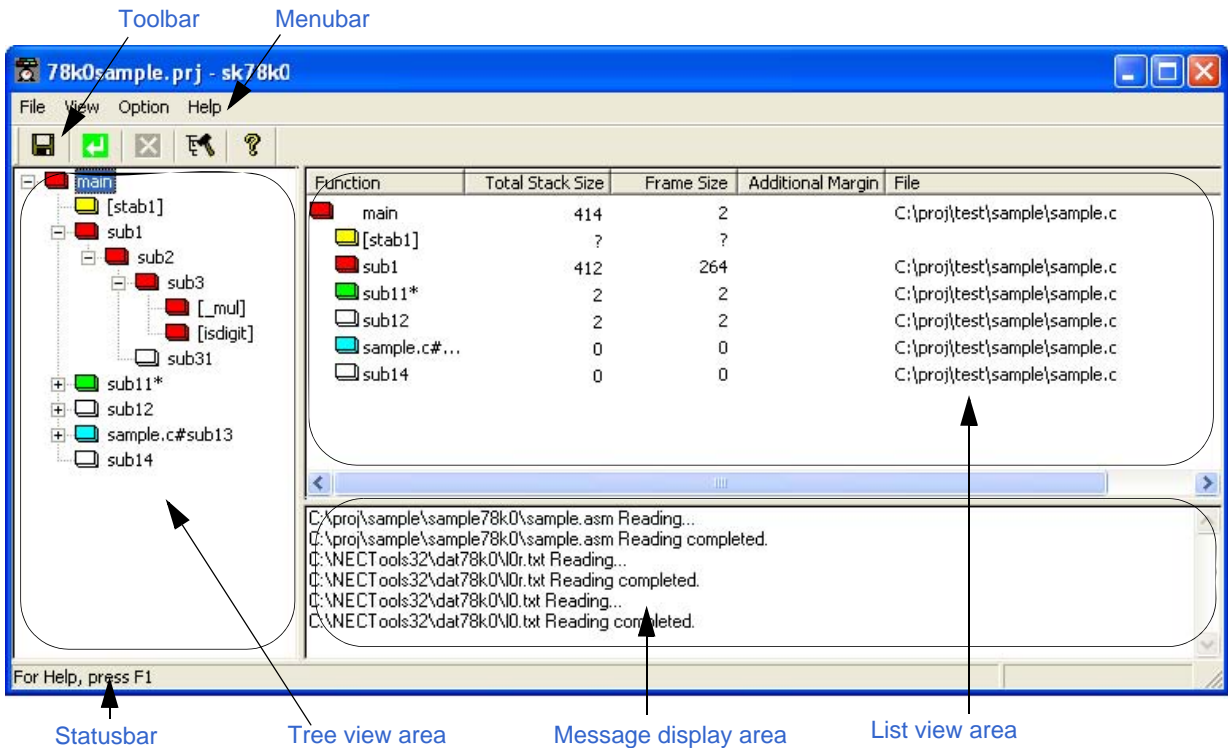 Toolbar Menubar
78k0sample.prj - sk78k0
File View Option Help
main
[stab1]
sub1
sub2
sub3
[_mul]
[isdigit]
sub31
sub11*
sub12
sample.c#sub13
sub14
Function Total Stack Size Frame Size Additional Margin File
main 414 2 C:\proj\test\sample\sample.c
[stab1] ? ?
sub1 412 264 C:\proj\test\sample\sample.c
sub11* 2 2 C:\proj\test\sample\sample.c
sub12 2 2 C:\proj\test\sample\sample.c
sample.c#... 0 0 C:\proj\test\sample\sample.c
sub14 0 0 C:\proj\test\sample\sample.c
C:\proj\sample\sample78k0\sample.asm Reading...
C:\proj\sample\sample78k0\sample.asm Reading completed.
C:\NECTools32\dat78k0\l0r.txt Reading...
C:\NECTools32\dat78k0\l0r.txt Reading completed.
C:\NECTools32\dat78k0\l0.txt Reading...
C:\NECTools32\dat78k0\l0.txt Reading completed.
For Help, press F1
Statusbar Tree view area Message display area List view area